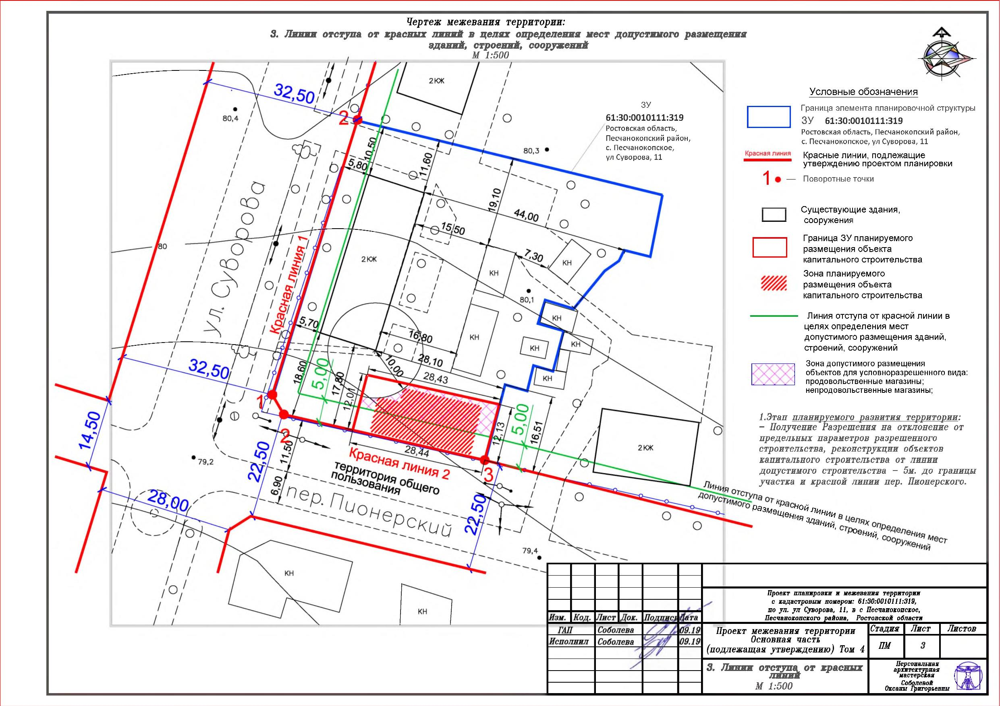 Чертеж межевания территории:
3. Линии отступа от красных линий в целях определения мест допустимого размещения
зданий, строений, сооружений
М 1:500
Условные обозначения
Граница элемента планировочной структуры
ЗУ 61:30:0010111:319
Ростовская область, Песчанокопский район,
с. Песчанокопское, ул Суворова, 11
Красная линия
Красные линии, подлежащие
утверждению проектом планировки
1
Поворотные точки
Существующие здания,
сооружения
Граница ЗУ планируемого
размещения объекта
капитального строительства
Зона планируемого
размещения объекта
капитального строительства
Линия отступа от красной линии в
целях определения мест
допустимого размещения зданий,
строений, сооружений
Зона допустимого размещения
объектов для условноразрешенного вида:
продовольственные магазины;
непродовольственные магазины;
1.Этап планируемого развития территории:
– Получение Разрешения на отклонение от
предельных параметров разрешенного
строительства, реконструкции объектов
капитального строительства от линии
допустимого строительства – 5м. до границы
участка и красной линии пер. Пионерского.
ЗУ
61:30:0010111:319
Ростовская область,
Песчанокопский район,
с. Песчанокопское,
ул Суворова, 11
2КЖ
32,50
80,4
2
10,50
5,80
11,60
80,3
19,10
44,00
15,50
7,30
ул. Суворова
Красная линия 1
80
2КЖ
КН
КН
80,1
КН
КН
КН
КН
КН
5,70
16,80
28,10
10,00
28,43
32,50
18,60
5,00
17,80
12,01
1
2
14,50
22,50
11,50
6,90
28,44
12,13
5,00
16,51
3
22,50
2КЖ
79,2
28,00
Красная линия 2
территория общего
пользования
пер. Пионерский
79,4
КН
КН
Линия отступа от красной линии в целях определения мест
допустимого размещения зданий, строений, сооружений
Проект планировки и межевания территории
с кадастровым номером: 61:30:0010111:319,
по ул. ул Суворова, 11, в с Песчанокопское,
Песчанокопского района, Ростовской области
Изм. Код. Лист Док. Подпись Дата
ГАП Соболева 09.19
Исполнил Соболева 09.19
Проект межевания территории
Основная часть
(подлежащая утверждению) Том 4
Стадия Лист Листов
ПМ 3
3. Линии отступа от красных
линий
М 1:500
Персональная
архитектурная
мастерская
Соболевой
Оксаны Григорьевны